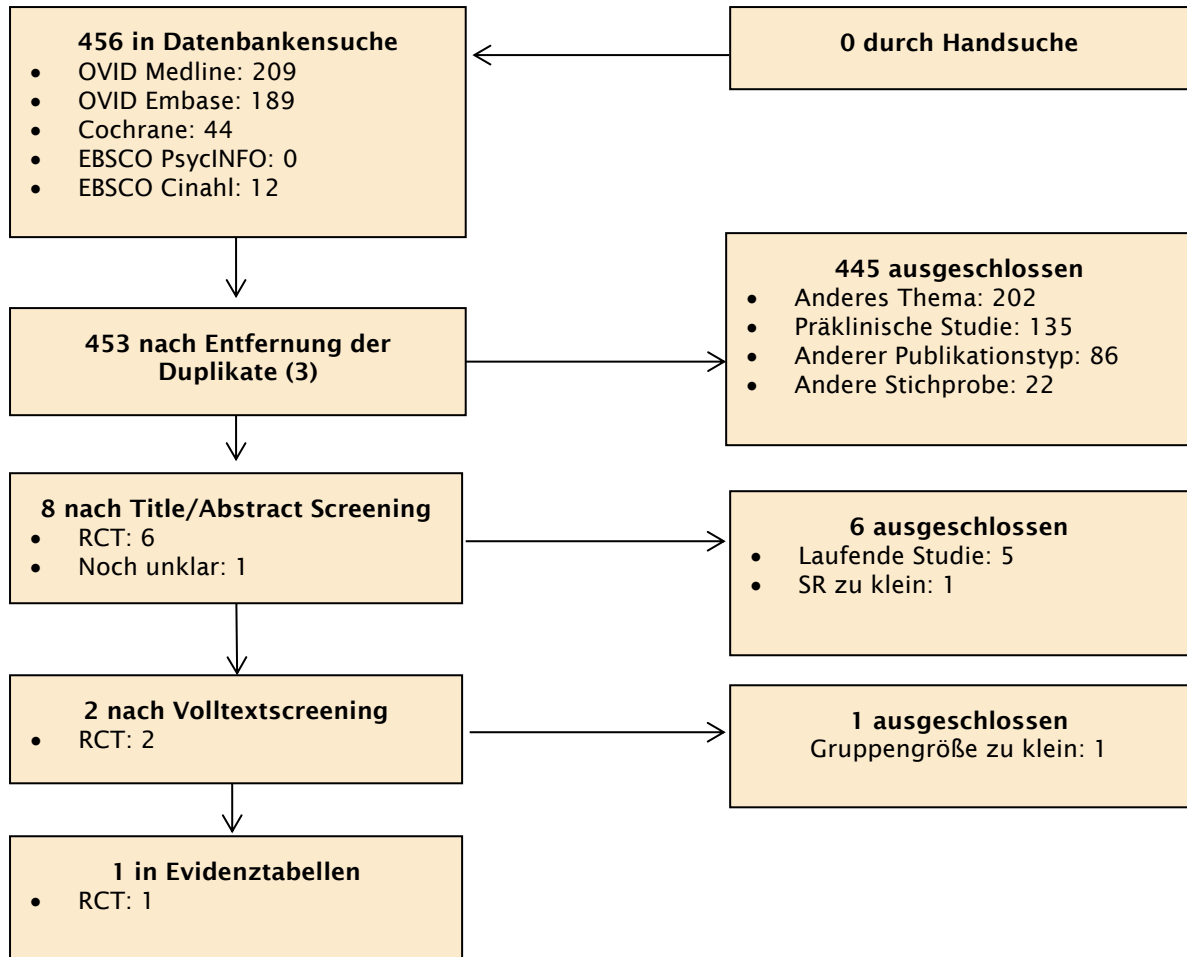 456 in Datenbankensuche
• OVID Medline: 209
• OVID Embase: 189
• Cochrane: 44
• EBSCO PsycINFO: 0
• EBSCO Cinahl: 12
0 durch Handsuche
453 nach Entfernung der
Duplikate (3)
445 ausgeschlossen
• Anderes Thema: 202
• Präklinische Studie: 135
• Anderer Publikationstyp: 86
• Andere Stichprobe: 22
8 nach Title/Abstract Screening
• RCT: 6
• Noch unklar: 1
6 ausgeschlossen
• Laufende Studie: 5
• SR zu klein: 1
2 nach Volltextscreening
• RCT: 2
1 ausgeschlossen
Gruppengröße zu klein: 1
1 in Evidenztabellen
• RCT: 1